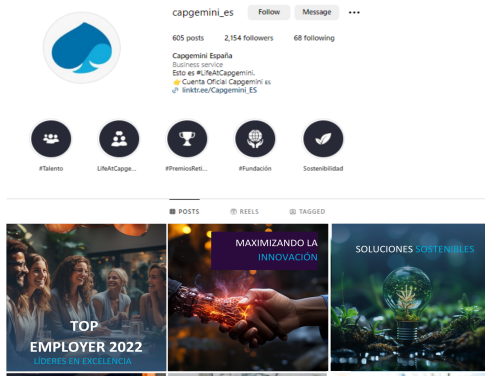 capgemini_es Follow Message
605 posts 2,154 followers 68 following
Capgemini España
Business service
Esto es #LifeAtCapgemini.
👉Cuenta Oficial Capgemini ES
linktr.ee/Capgemini_ES
#Talento LifeAtCapge... #PremiosReti... #Fundación Sostenibilidad
POSTS REELS TAGGED
TOP
EMPLOYER 2022
LÍDERES EN EXCELENCIA
MAXIMIZANDO LA
INNOVACIÓN
SOLUCIONES SOSTENIBLES